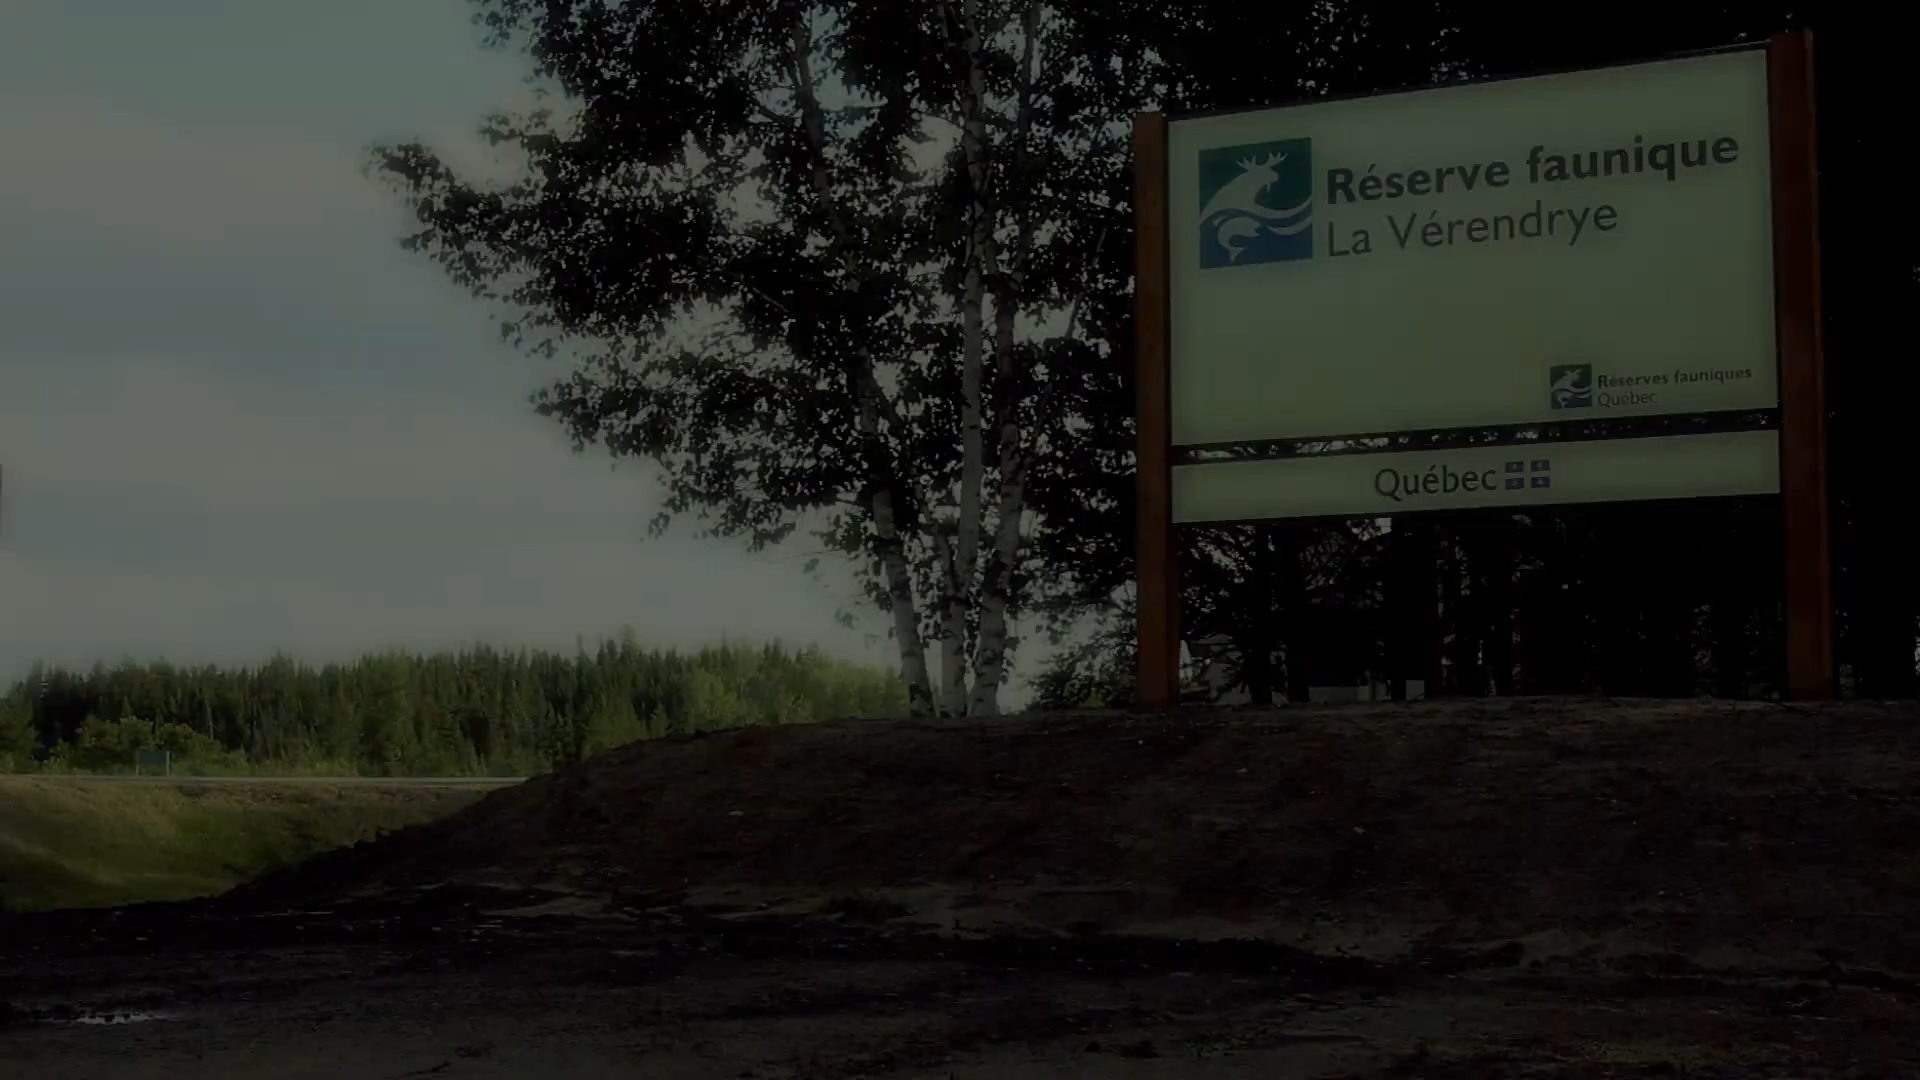 Réserve faunique
La Vérendrye
Réserves fauniques
Québec
Québec